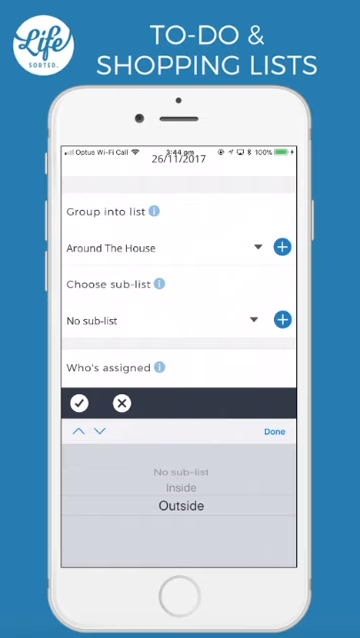 Life
SORTED.
TO-DO &
SHOPPING LISTS
Optus Wi-Fi Call 3:44 pm 100%
26/11/2017
Group into list i
Around The House
Choose sub-list i
No sub-list
Who's assigned i
Done
No sub-list
Inside
Outside